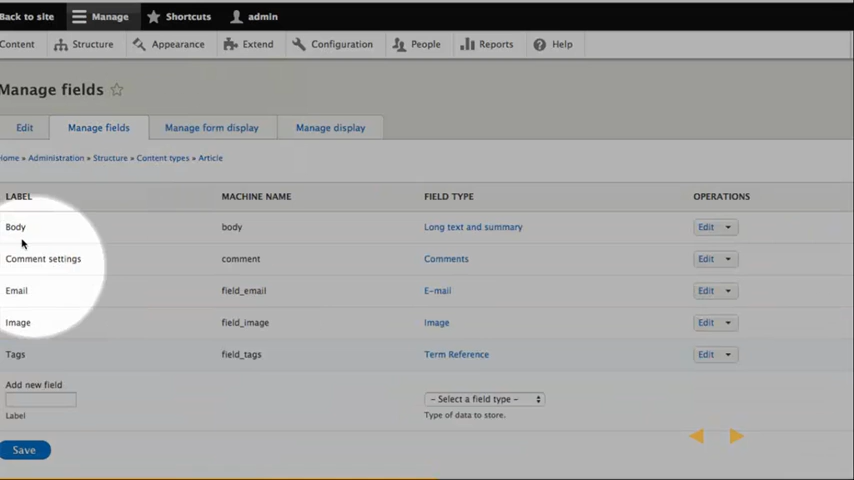 Back to site Manage Shortcuts admin
Content Structure Appearance Extend Configuration People Reports Help
Manage fields
Edit Manage fields Manage form display Manage display
Home » Administration » Structure » Content types » Article
LABEL MACHINE NAME FIELD TYPE OPERATIONS
Body body Long text and summary Edit
Comment settings comment Comments Edit
Email field_email E-mail Edit
Image field_image Image Edit
Tags field_tags Term Reference Edit
Add new field
- Select a field type -
Label Type of data to store.
Save